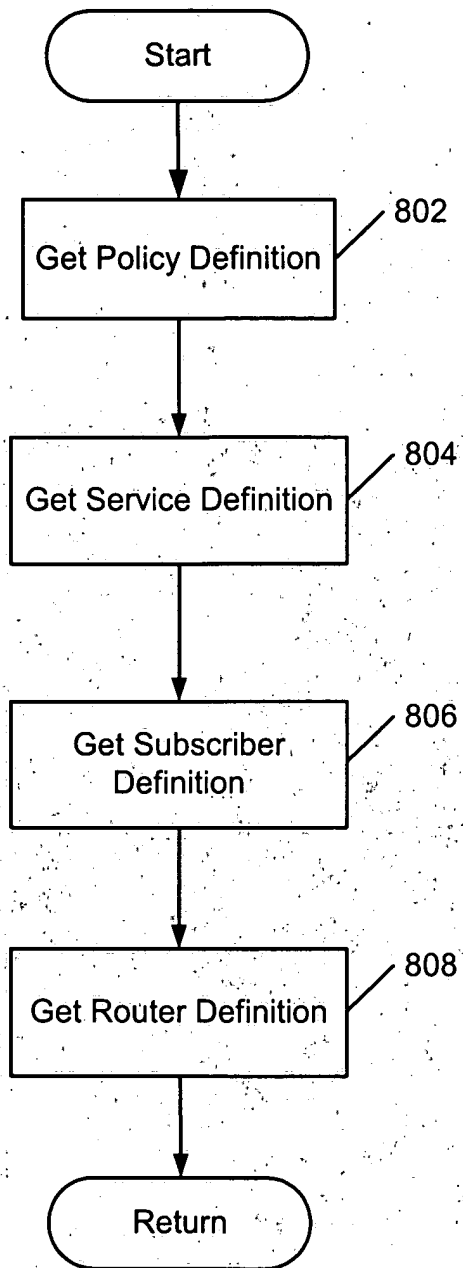 Start
802
Get Policy Definition
804
Get Service Definition
806
Get Subscriber
Definition
808
Get Router Definition
Return